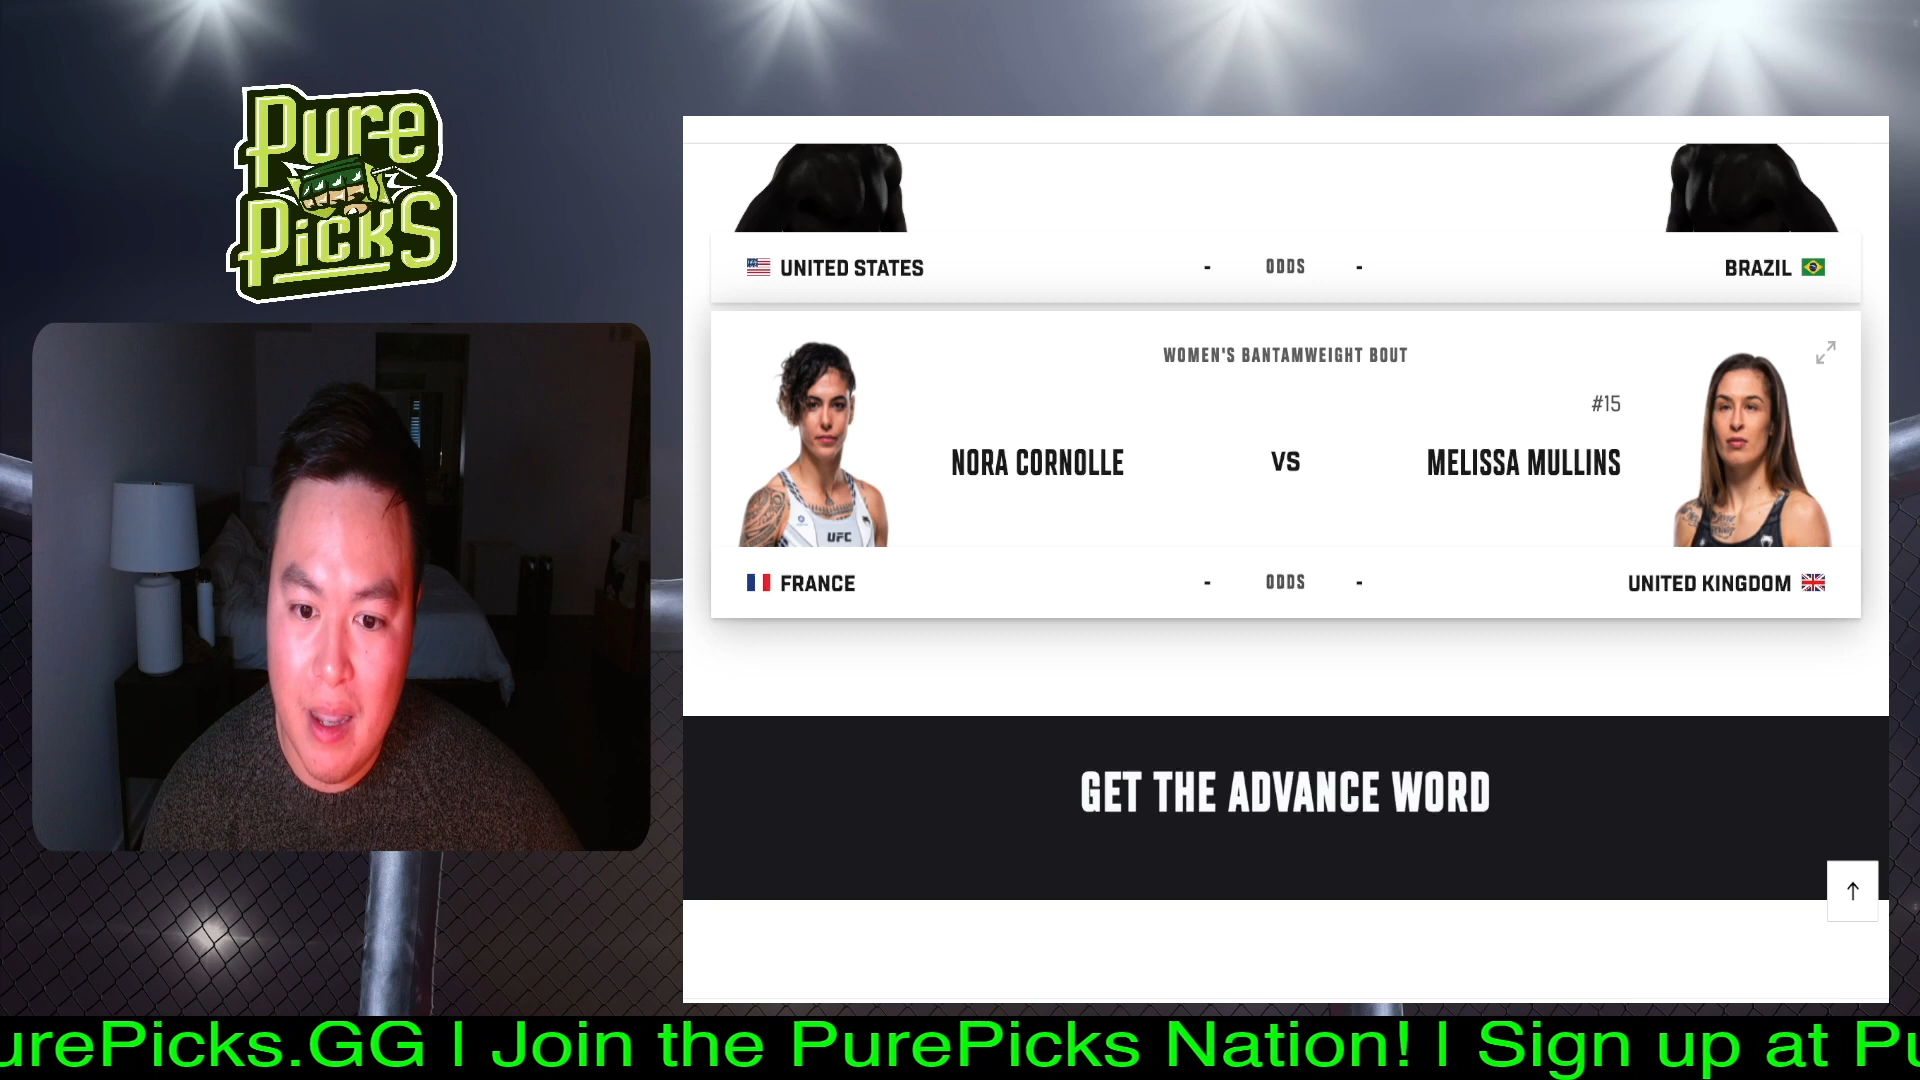 Pure
Picks
UNITED STATES - ODDS - BRAZIL
WOMEN'S BANTAMWEIGHT BOUT
#15
NORA CORNOLLE VS MELISSA MULLINS
UFC
FRANCE - ODDS - UNITED KINGDOM
GET THE ADVANCE WORD
urePicks.GG | Join the PurePicks Nation! | Sign up at Pu